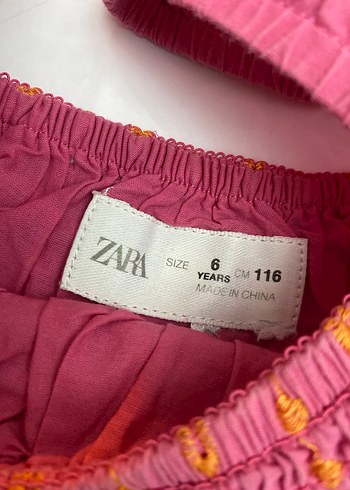 ZARA SIZE 6 YEARS CM 116
MADE IN CHINA